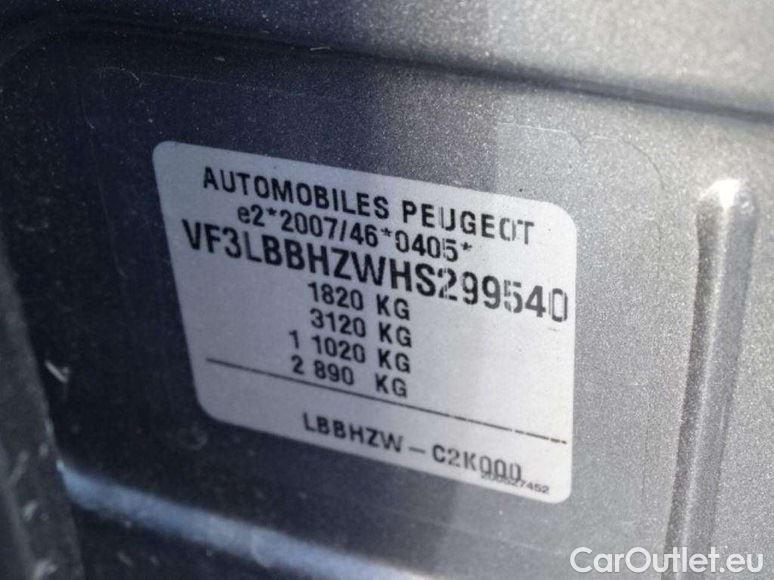 AUTOMOBILES PEUGEOT
e2*2007/46*0405*
VF3LBBHZWHS299540
1820 KG
3120 KG
1 1020 KG
2 890 KG
LBBHZW-C2K000
200527452
CarOutlet.eu